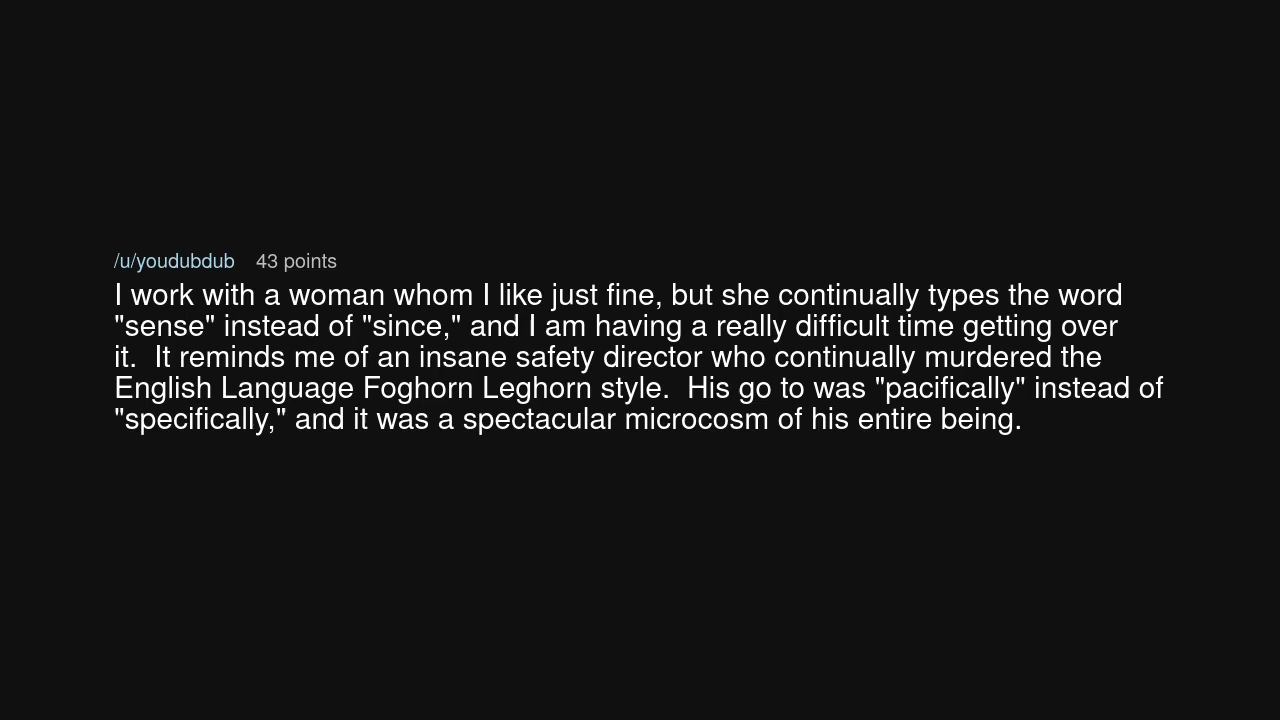 /u/youdubdub 43 points
I work with a woman whom I like just fine, but she continually types the word
"sense" instead of "since," and I am having a really difficult time getting over
it.  It reminds me of an insane safety director who continually murdered the
English Language Foghorn Leghorn style.  His go to was "pacifically" instead of
"specifically," and it was a spectacular microcosm of his entire being.